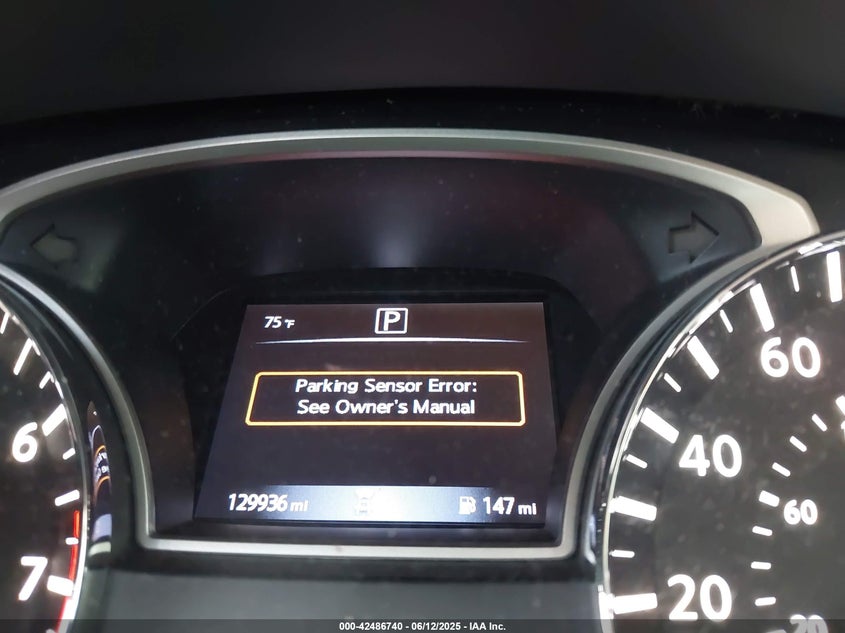 75 °F
P
Parking Sensor Error:
See Owner's Manual
129936 mi
147 mi
6
7
60
40
20
60
20
000-42486740 - 06/12/2025 - IAA Inc.